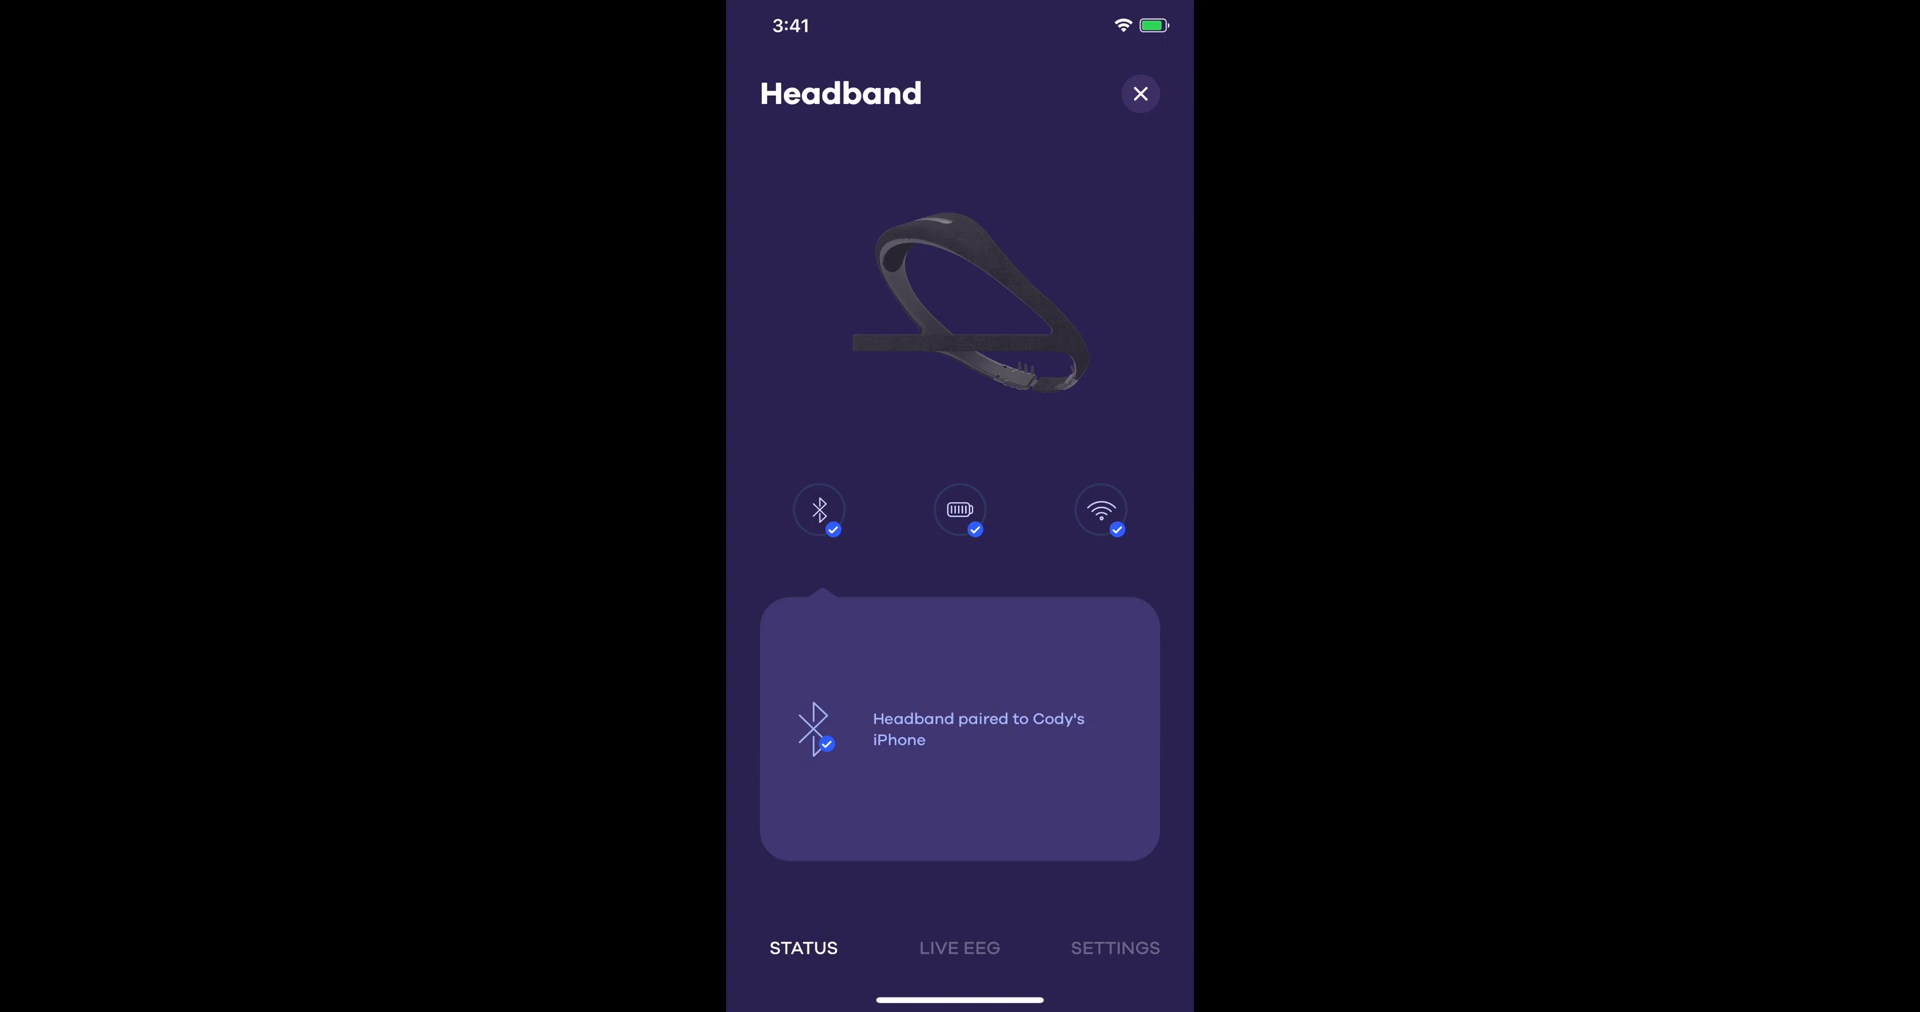 3:41
Headband
Headband paired to Cody's
iPhone
STATUS
LIVE EEG
SETTINGS